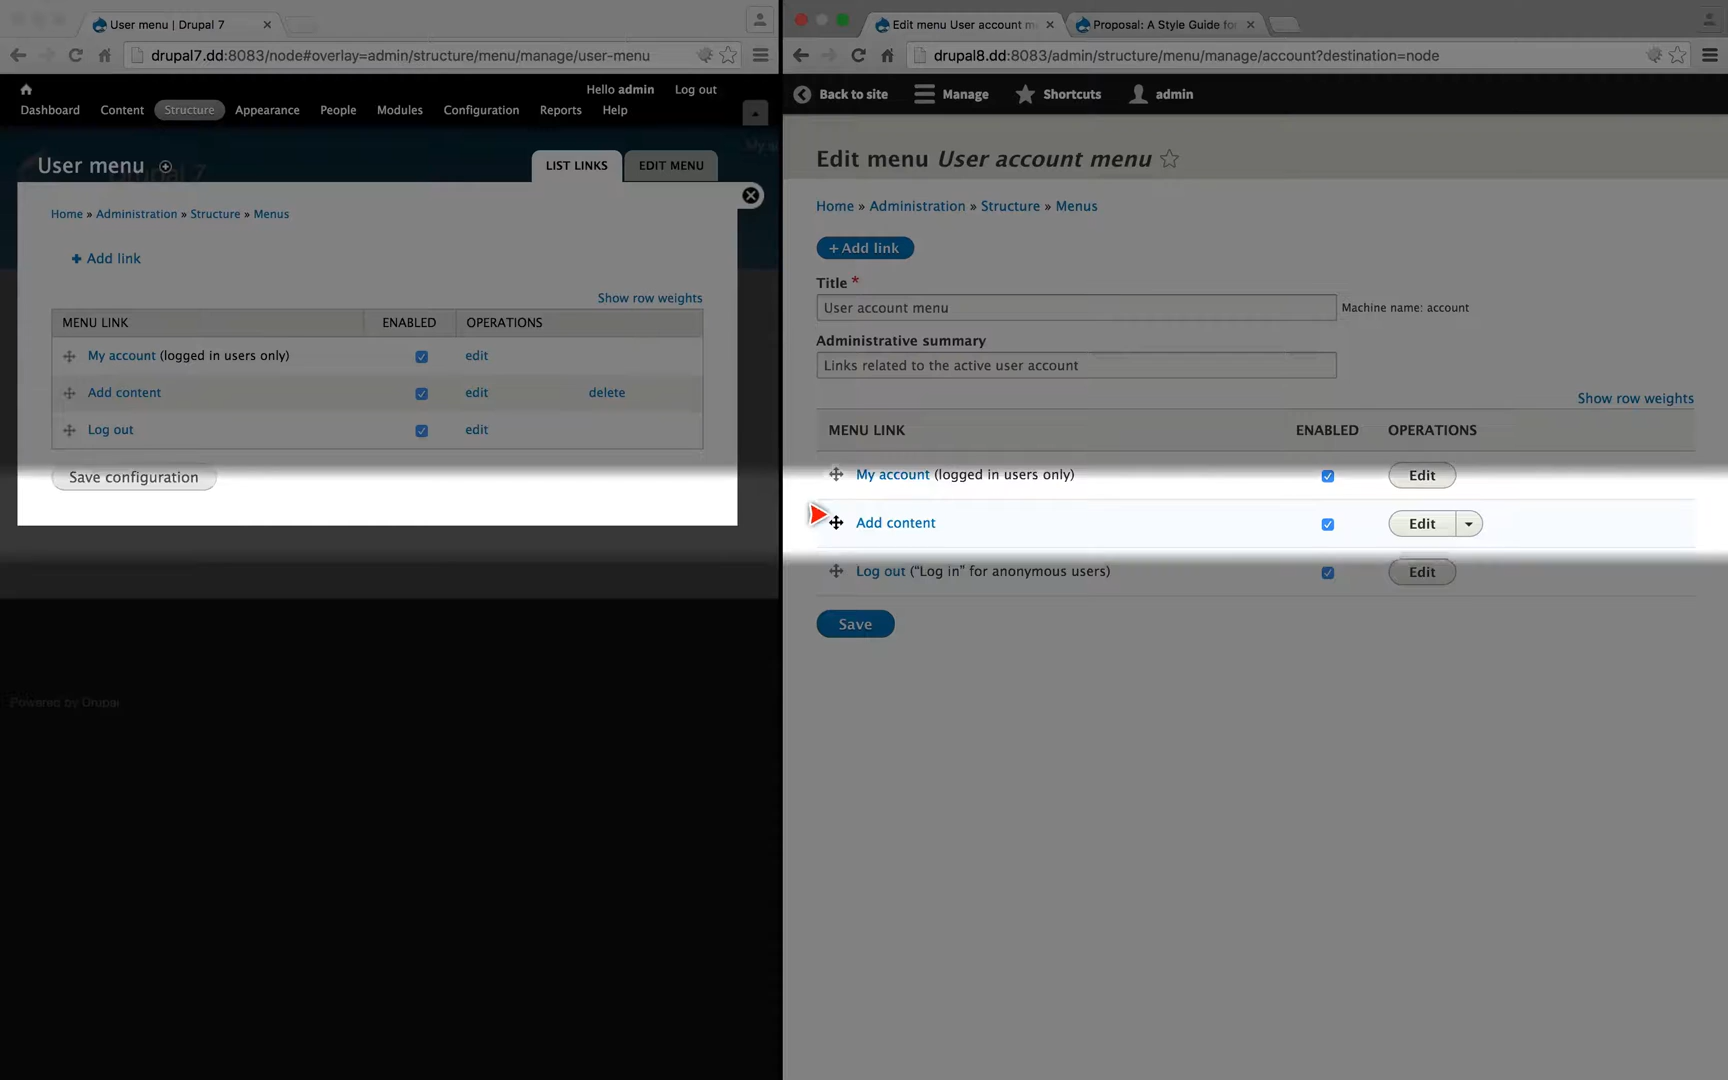 User menu | Drupal 7
drupal7.dd:8083/node#overlay=admin/structure/menu/manage/user-menu
Hello admin Log out
Dashboard Content Structure Appearance People Modules Configuration Reports Help
User menu
LIST LINKS EDIT MENU
Home » Administration » Structure » Menus
+ Add link
Show row weights
MENU LINK ENABLED OPERATIONS
My account (logged in users only) edit
Add content edit delete
Log out edit
Save configuration
Powered by Drupal
Edit menu User account m
Proposal: A Style Guide for
drupal8.dd:8083/admin/structure/menu/manage/account?destination=node
Back to site Manage Shortcuts admin
Edit menu User account menu
Home » Administration » Structure » Menus
+ Add link
Title *
User account menu Machine name: account
Administrative summary
Links related to the active user account
Show row weights
MENU LINK ENABLED OPERATIONS
My account (logged in users only) Edit
Add content Edit
Log out (“Log in” for anonymous users) Edit
Save